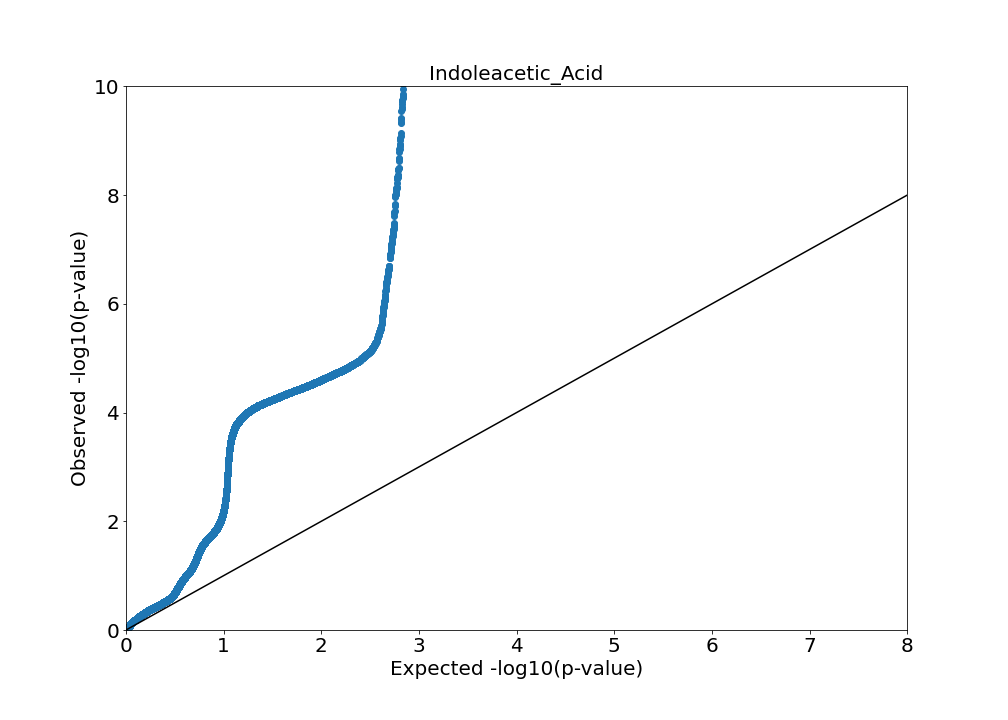 Indoleacetic_Acid
10
8
6
4
2
0
Observed -log10(p-value)
0 1 2 3 4 5 6 7 8
Expected -log10(p-value)